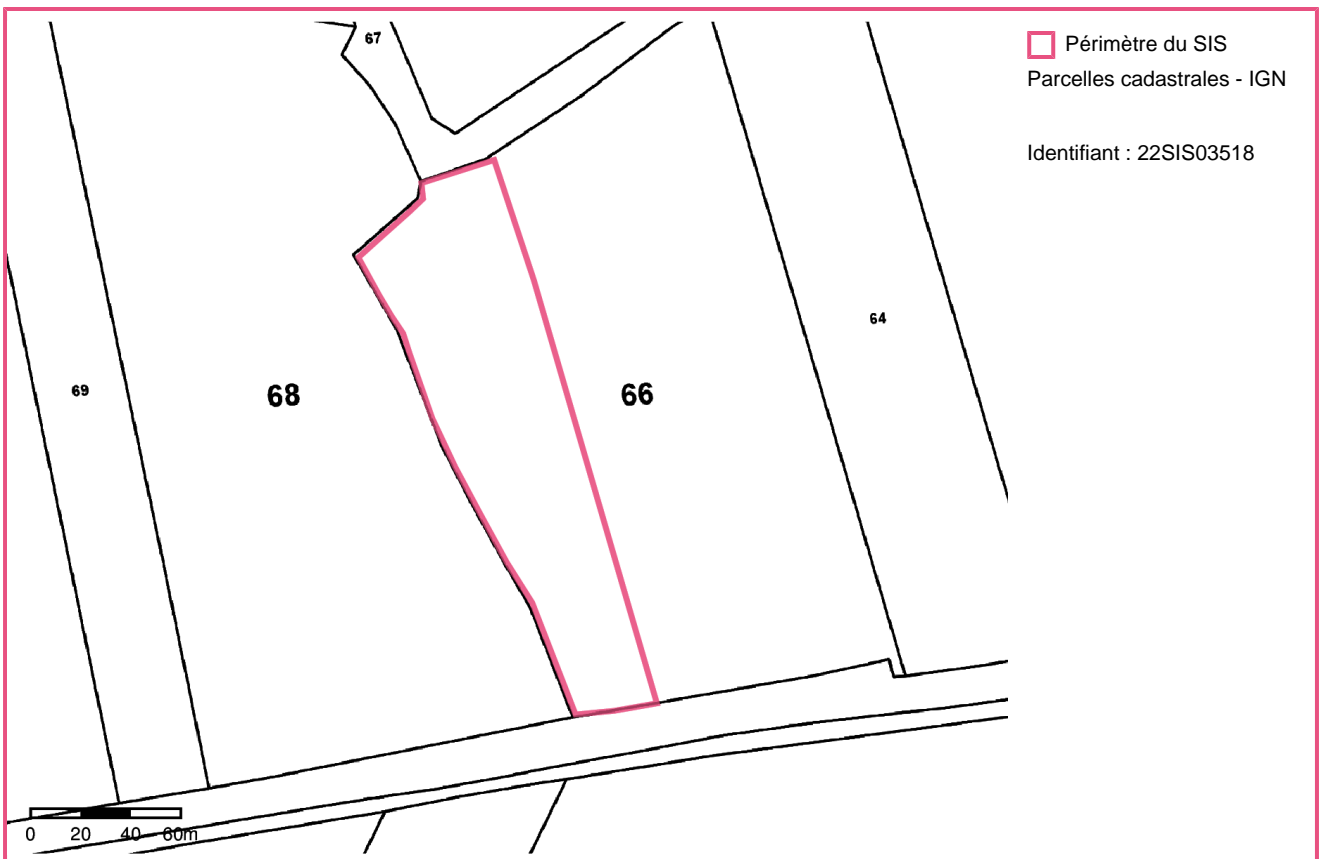 Périmètre du SIS
Parcelles cadastrales - IGN
Identifiant : 22SIS03518
67
64
69
68
66
0 20 40 60m